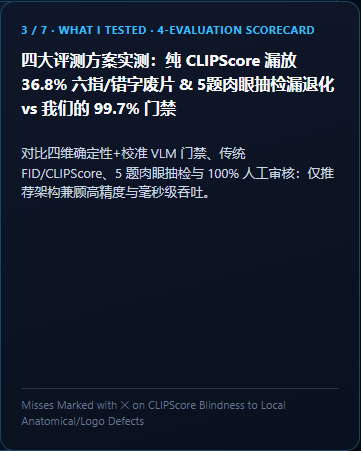 3 / 7 · WHAT I TESTED · 4-EVALUATION SCORECARD
四大评测方案实测：纯 CLIPScore 漏放
36.8% 六指/错字废片 & 5题肉眼抽检漏退化
vs 我们的 99.7% 门禁
对比四维确定性+校准 VLM 门禁、传统
FID/CLIPScore、5 题肉眼抽检与 100% 人工审核：仅推
荐架构兼顾高精度与毫秒级吞吐。
Misses Marked with ✕ on CLIPScore Blindness to Local
Anatomical/Logo Defects